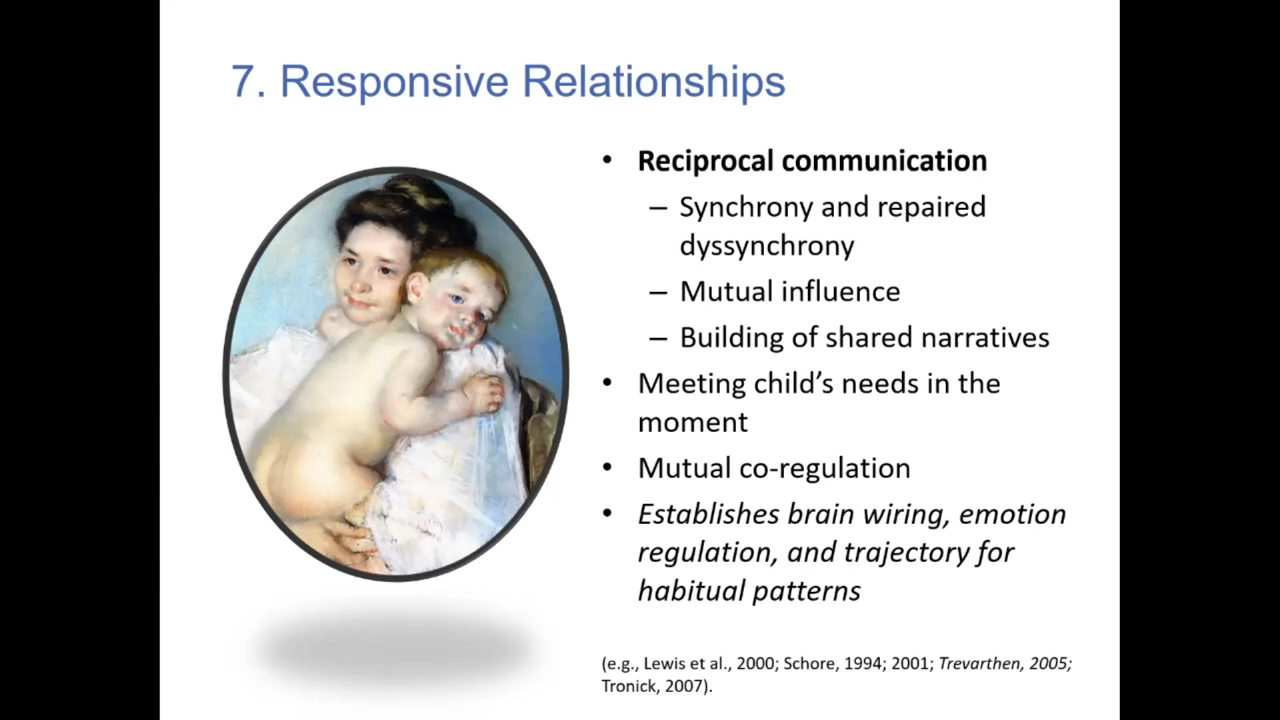 7. Responsive Relationships
• Reciprocal communication
– Synchrony and repaired
dyssynchrony
– Mutual influence
– Building of shared narratives
• Meeting child’s needs in the
moment
• Mutual co-regulation
• Establishes brain wiring, emotion
regulation, and trajectory for
habitual patterns
(e.g., Lewis et al., 2000; Schore, 1994; 2001; Trevarthen, 2005;
Tronick, 2007).